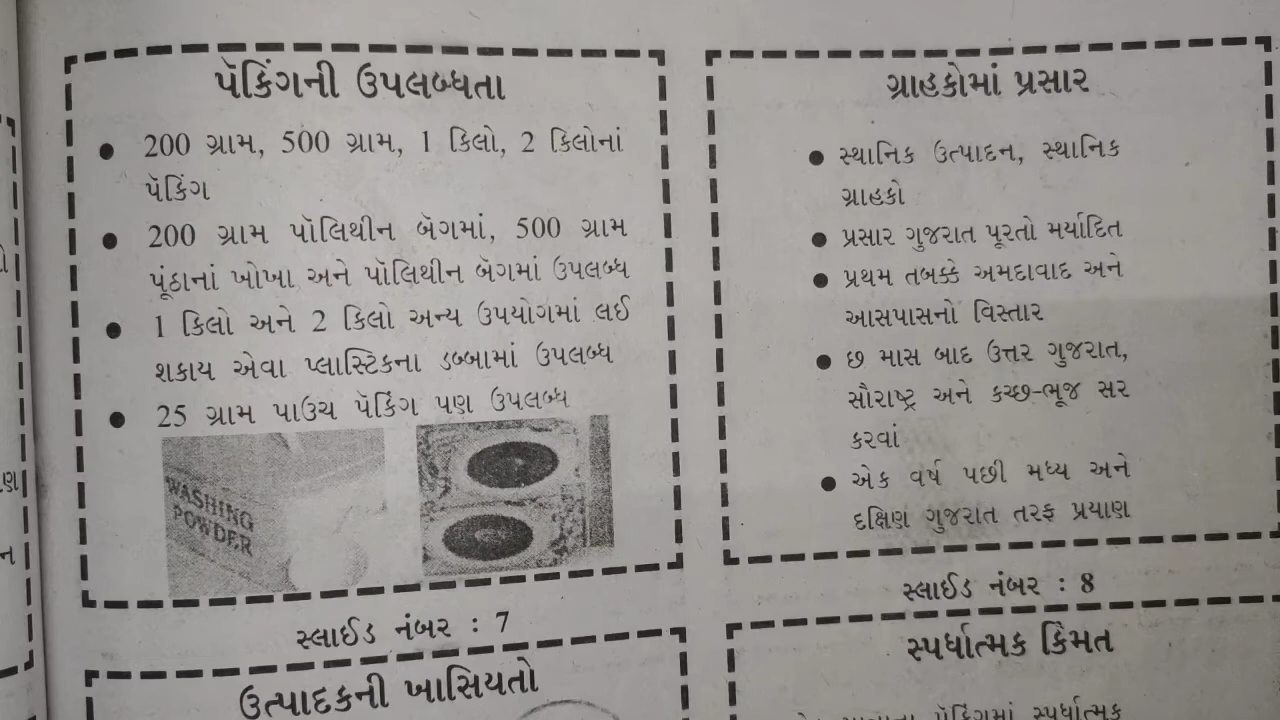 પૅકિંગની ઉપલબ્ધતા
● 200 ગ્રામ, 500 ગ્રામ, 1 કિલો, 2 કિલોનાં
પૅકિંગ
● 200 ગ્રામ પૉલિથીન બૅગમાં, 500 ગ્રામ
પૂંઠાનાં ખોખા અને પૉલિથીન બૅગમાં ઉપલબ્ધ
● 1 કિલો અને 2 કિલો અન્ય ઉપયોગમાં લઈ
શકાય એવા પ્લાસ્ટિકના ડબ્બામાં ઉપલબ્ધ
● 25 ગ્રામ પાઉચ પૅકિંગ પણ ઉપલબ્ધ
WASHING
POWDER
સ્લાઈડ નંબર : 7
ગ્રાહકોમાં પ્રસાર
● સ્થાનિક ઉત્પાદન, સ્થાનિક
ગ્રાહકો
● પ્રસાર ગુજરાત પૂરતો મર્યાદિત
● પ્રથમ તબક્કે અમદાવાદ અને
આસપાસનો વિસ્તાર
● છ માસ બાદ ઉત્તર ગુજરાત,
સૌરાષ્ટ્ર અને કચ્છ-ભૂજ સર
કરવાં
● એક વર્ષ પછી મધ્ય અને
દક્ષિણ ગુજરાત તરફ પ્રયાણ
સ્લાઈડ નંબર : 8
ઉત્પાદકની ખાસિયતો
સ્પર્ધાત્મક કિંમત
પૅકિંગમાં સ્પર્ધાત્મક